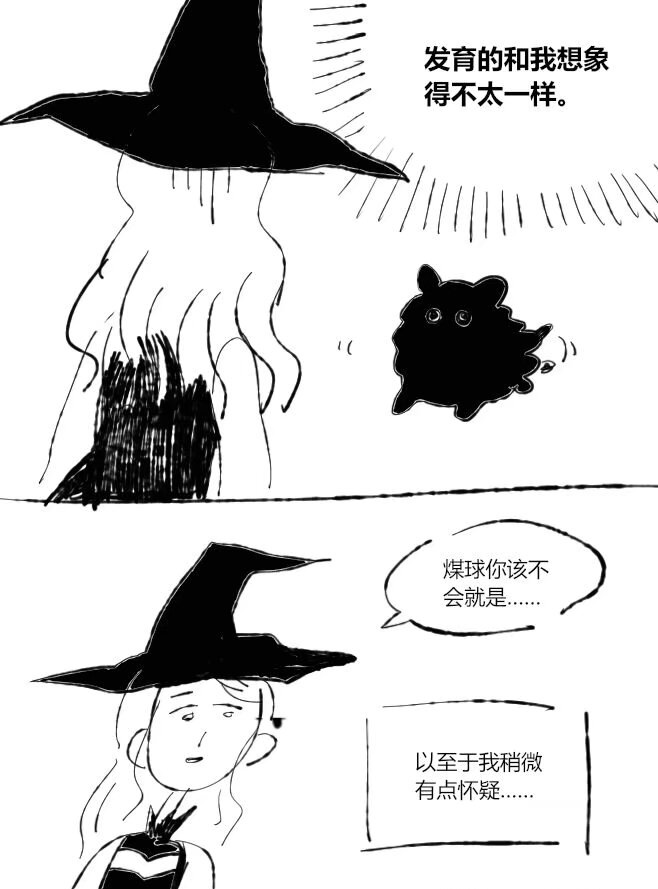 发育的和我想象
得不太一样。
煤球你该不
会就是……
以至于我稍微
有点怀疑……